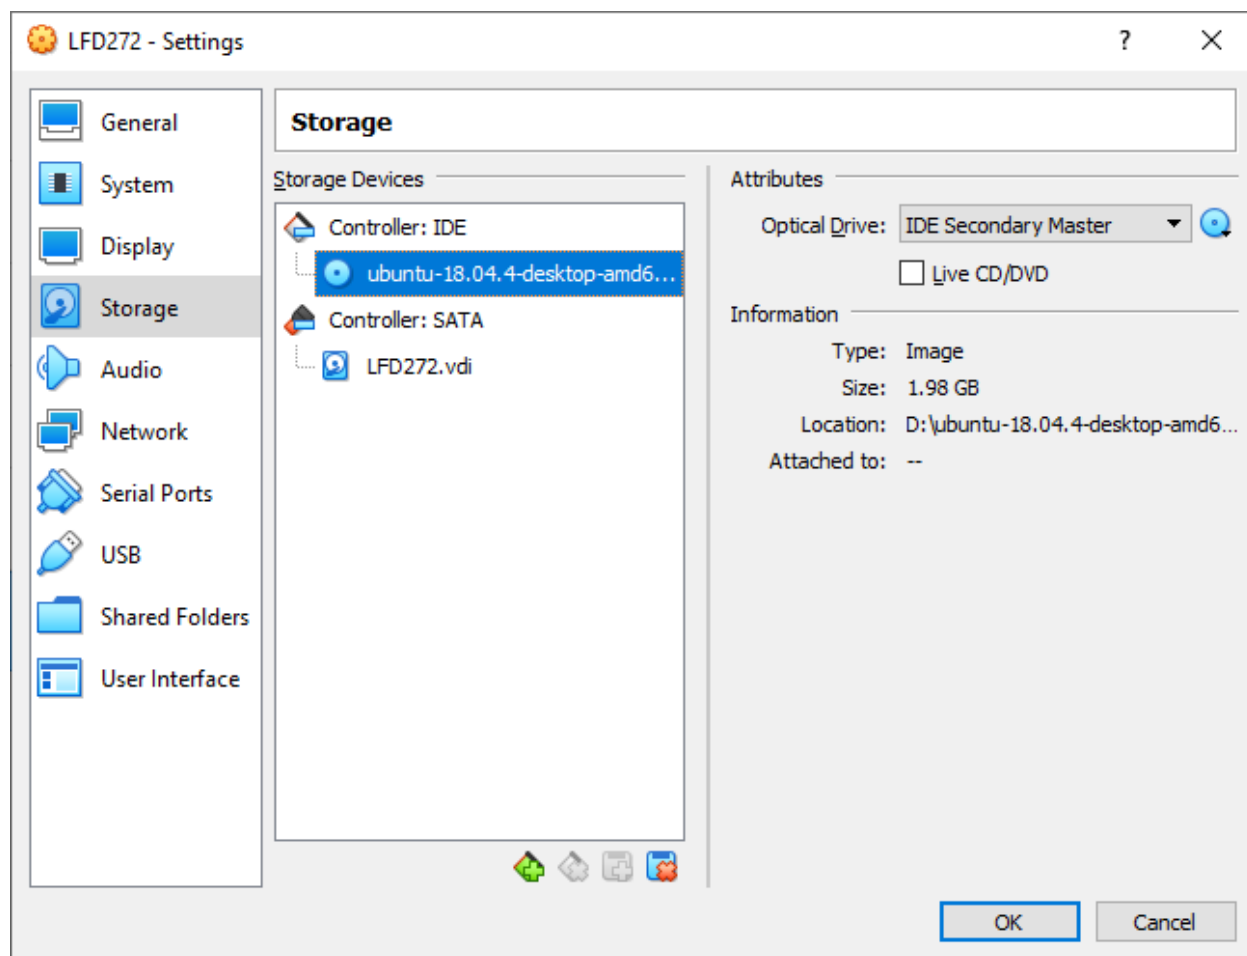 LFD272 - Settings
?
General
System
Display
Storage
Audio
Network
Serial Ports
USB
Shared Folders
User Interface
Storage
Storage Devices
Controller: IDE
ubuntu-18.04.4-desktop-amd6...
Controller: SATA
LFD272.vdi
Attributes
Optical Drive: IDE Secondary Master
Live CD/DVD
Information
Type: Image
Size: 1.98 GB
Location: D:\ubuntu-18.04.4-desktop-amd6...
Attached to: --
OK
Cancel